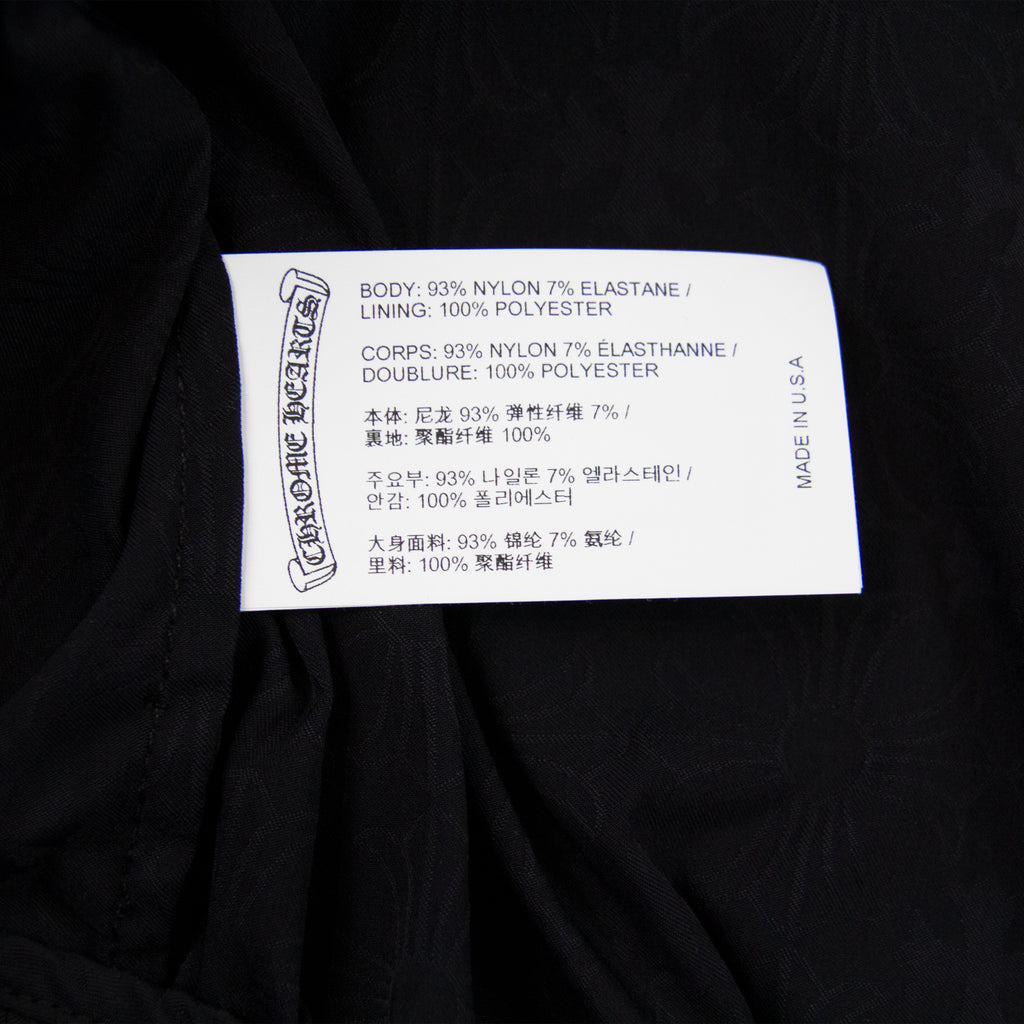 CHROME HEARTS
BODY: 93% NYLON 7% ELASTANE /
LINING: 100% POLYESTER
CORPS: 93% NYLON 7% ÉLASTHANNE /
DOUBLURE: 100% POLYESTER
本体: 尼龙 93% 弹性纤维 7% /
裏地: 聚酯纤维 100%
주요부: 93% 나일론 7% 엘라스테인 /
안감: 100% 폴리에스터
大身面料: 93% 锦纶 7% 氨纶 /
里料: 100% 聚酯纤维
MADE IN U.S.A